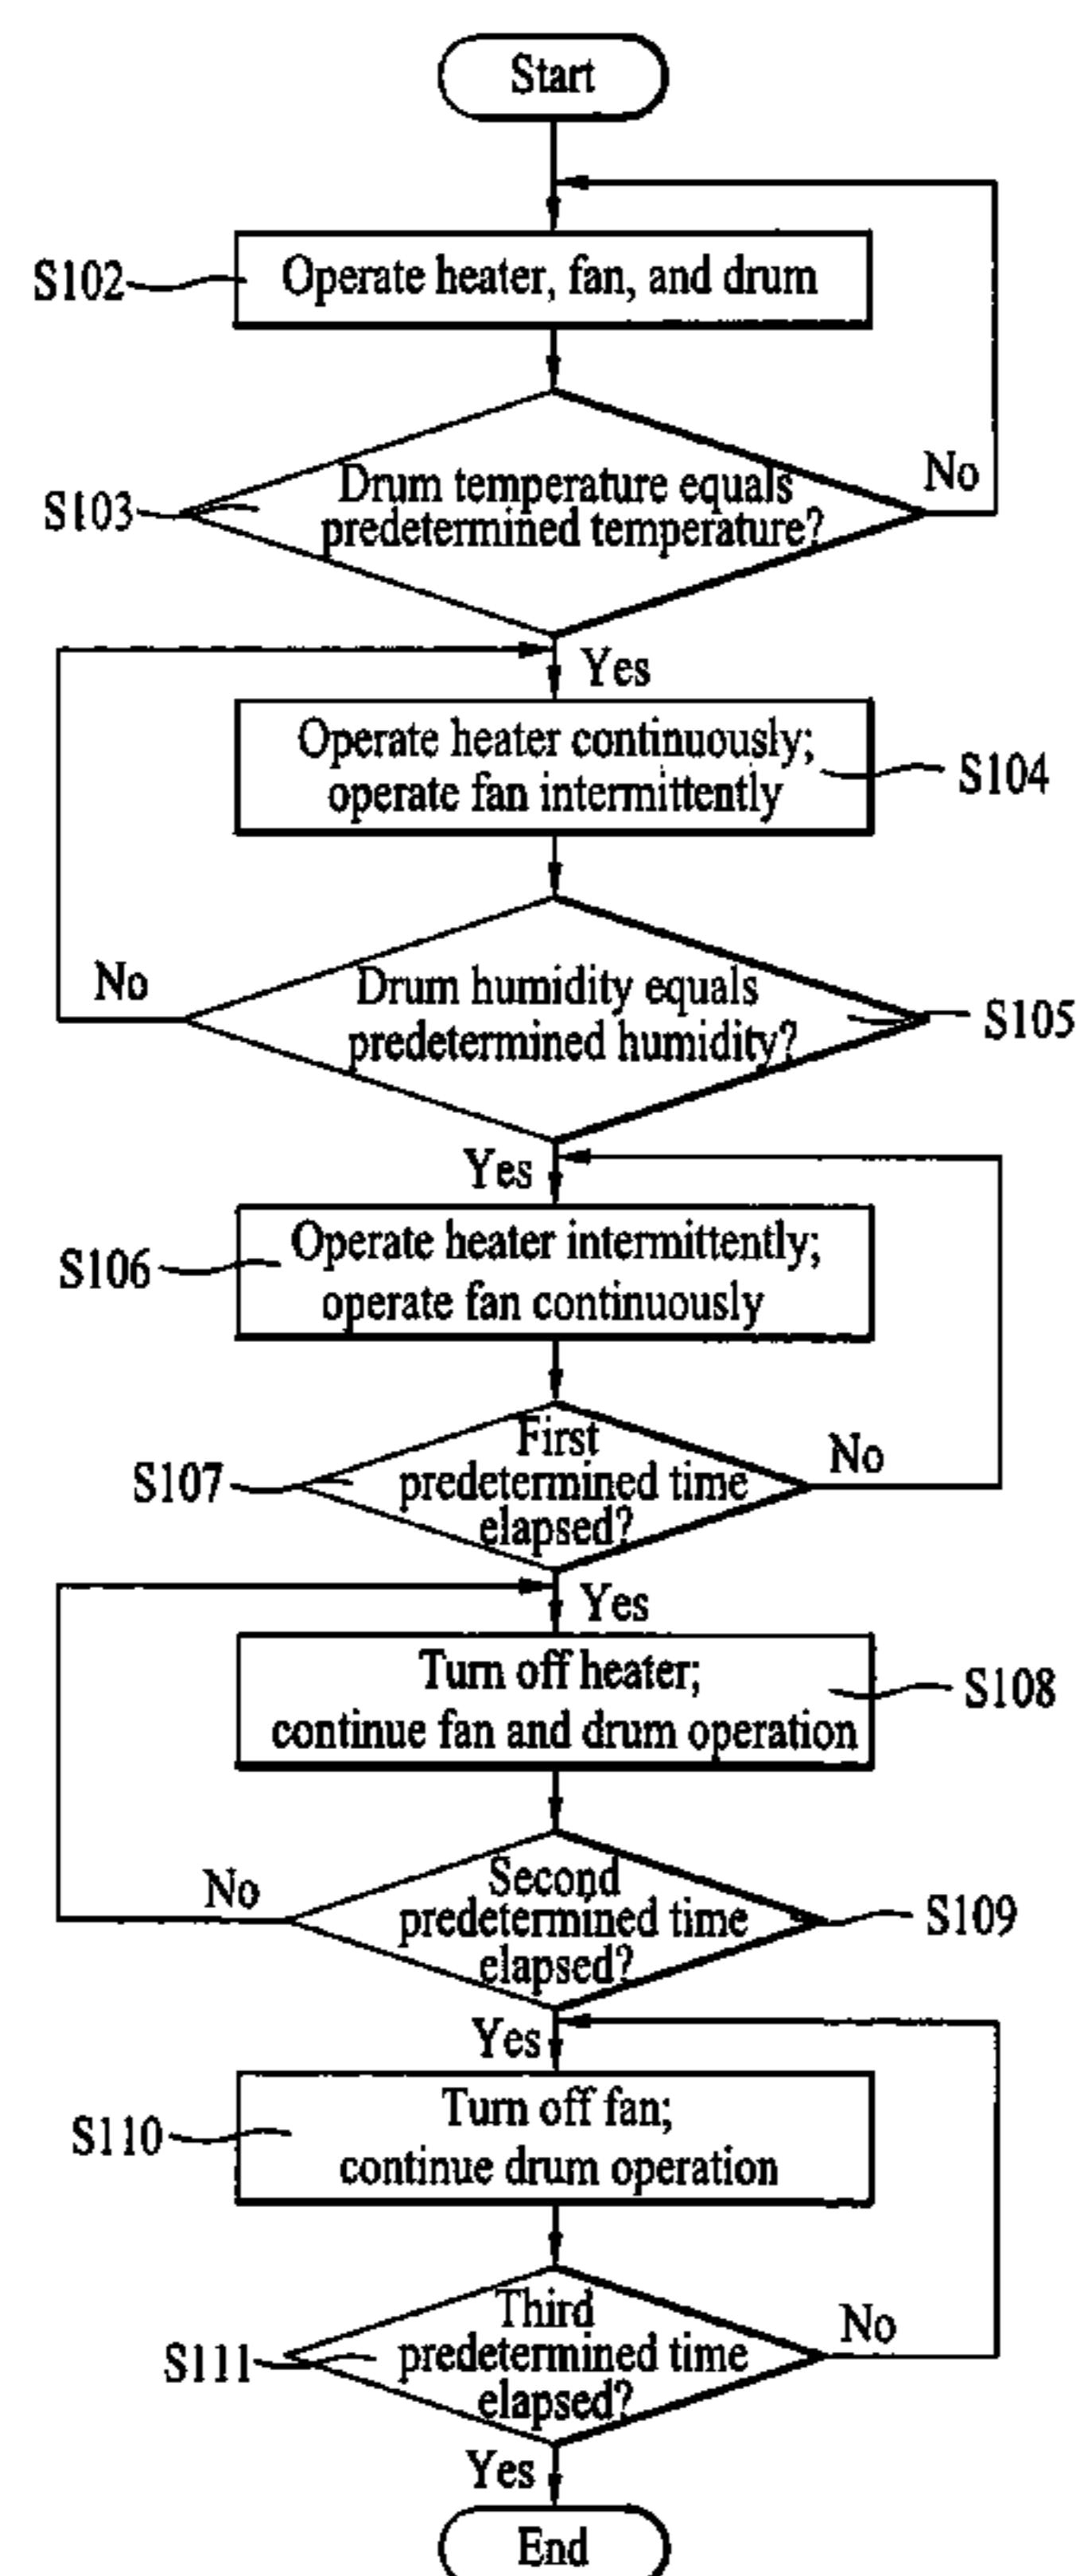 Start
S102
Operate heater, fan, and drum
S103
Drum temperature equals
predetermined temperature?
No
Yes
Operate heater continuously;
operate fan intermittently
S104
No
Drum humidity equals
predetermined humidity?
S105
Yes
S106
Operate heater intermittently;
operate fan continuously
S107
First
predetermined time
elapsed?
No
Yes
Turn off heater;
continue fan and drum operation
S108
No
Second
predetermined time
elapsed?
S109
Yes
S110
Turn off fan;
continue drum operation
S111
Third
predetermined time
elapsed?
No
Yes
End